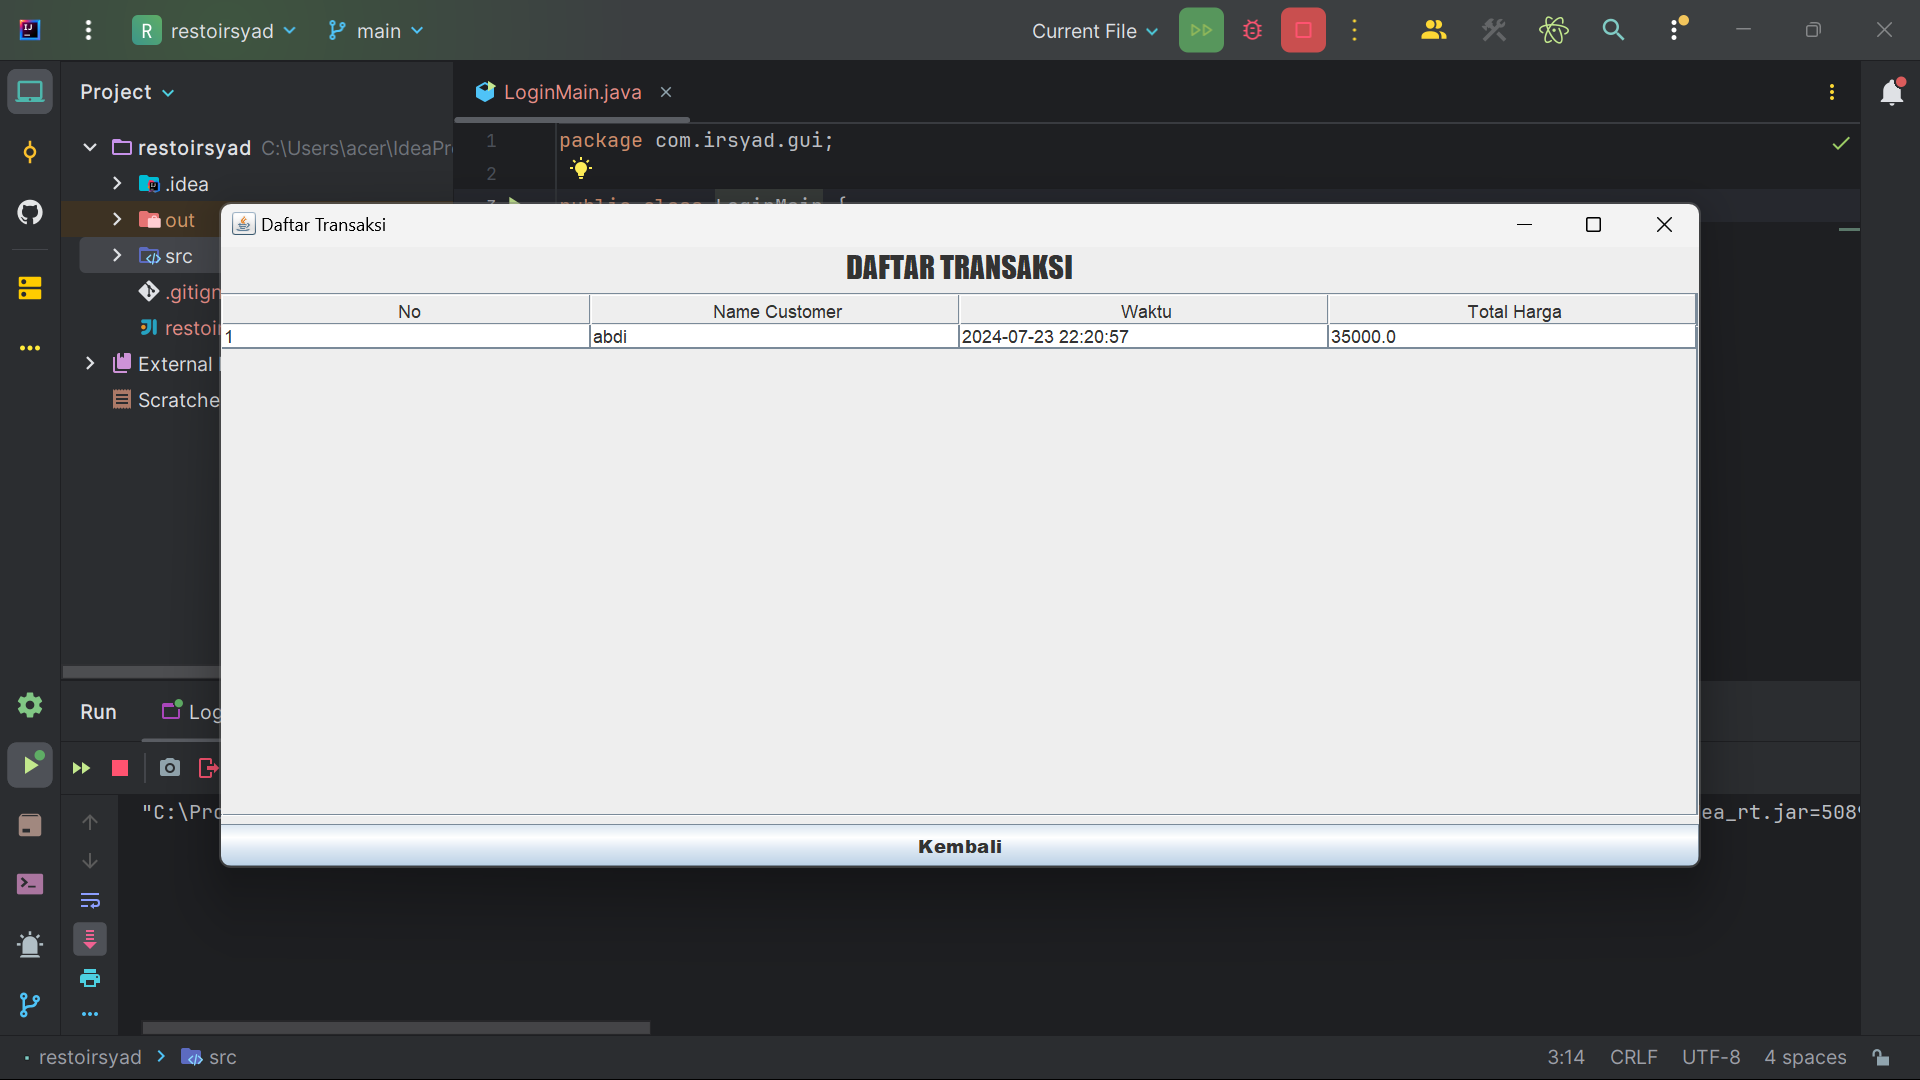 R restoirsyad main Current File
Project
LoginMain.java
restoirsyad C:\Users\acer\IdeaPr
1 package com.irsyad.gui;
.idea
2
out
src
.gitign
restoir
External
Scratche
Daftar Transaksi
DAFTAR TRANSAKSI
No Name Customer Waktu Total Harga
1 abdi 2024-07-23 22:20:57 35000.0
Kembali
Run Log
"C:\Pro ea_rt.jar=508
restoirsyad src 3:14 CRLF UTF-8 4 spaces